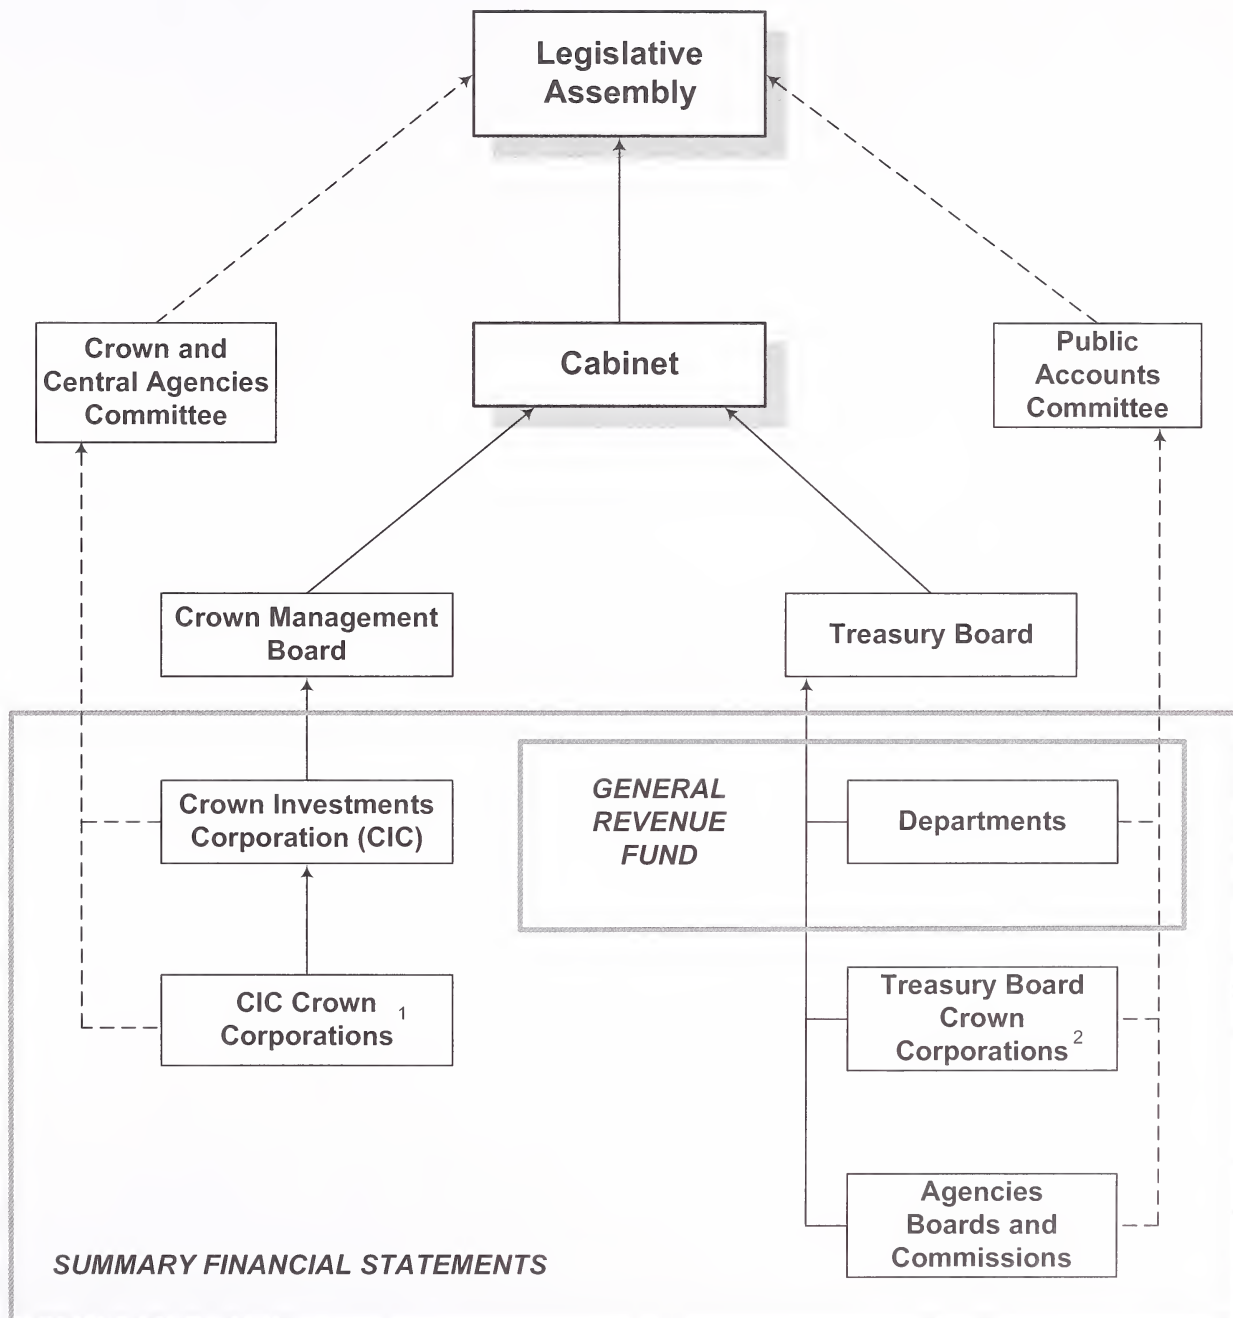 Legislative
Assembly
Crown and
Central Agencies
Committee
Cabinet
Public
Accounts
Committee
Crown Management
Board
Treasury Board
Crown Investments
Corporation (CIC)
GENERAL
REVENUE
FUND
Departments
CIC Crown
Corporations 1
Treasury Board
Crown
Corporations 2
Agencies
Boards and
Commissions
SUMMARY FINANCIAL STATEMENTS